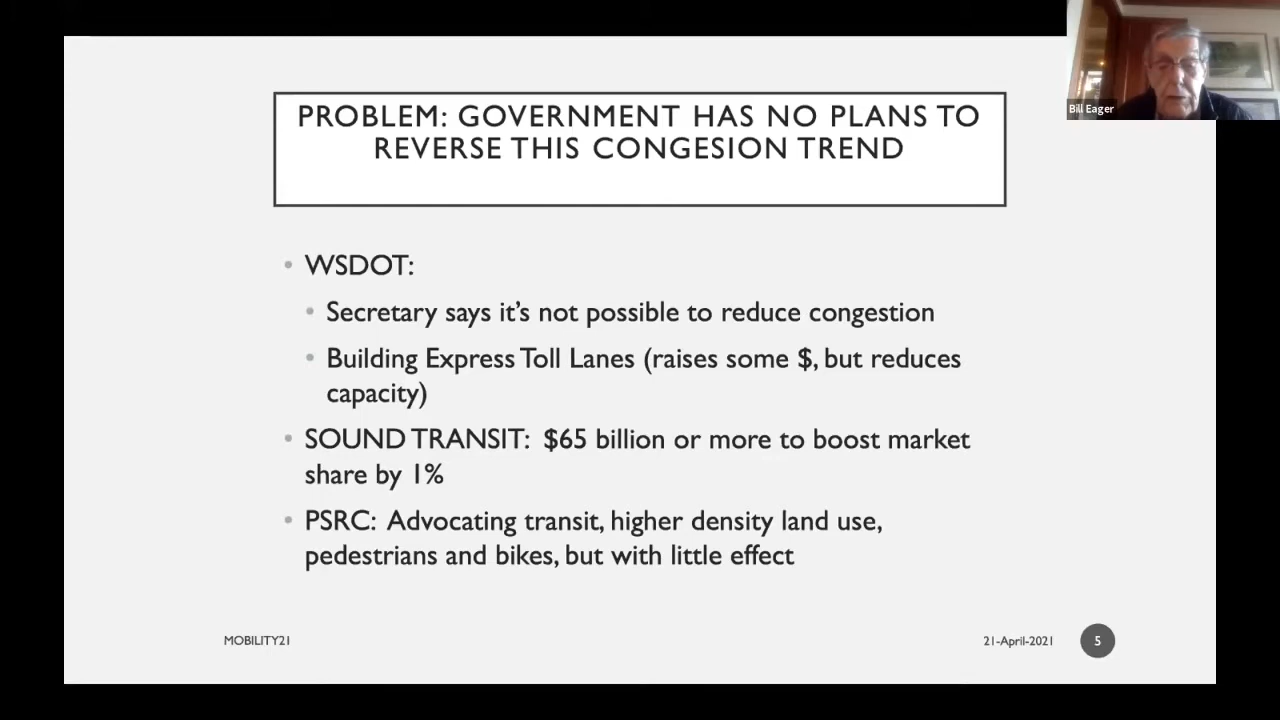 PROBLEM: GOVERNMENT HAS NO PLANS TO
REVERSE THIS CONGESION TREND
Bill Eager
• WSDOT:
• Secretary says it’s not possible to reduce congestion
• Building Express Toll Lanes (raises some $, but reduces
capacity)
• SOUND TRANSIT: $65 billion or more to boost market
share by 1%
• PSRC: Advocating transit, higher density land use,
pedestrians and bikes, but with little effect
MOBILITY21
21-April-2021
5